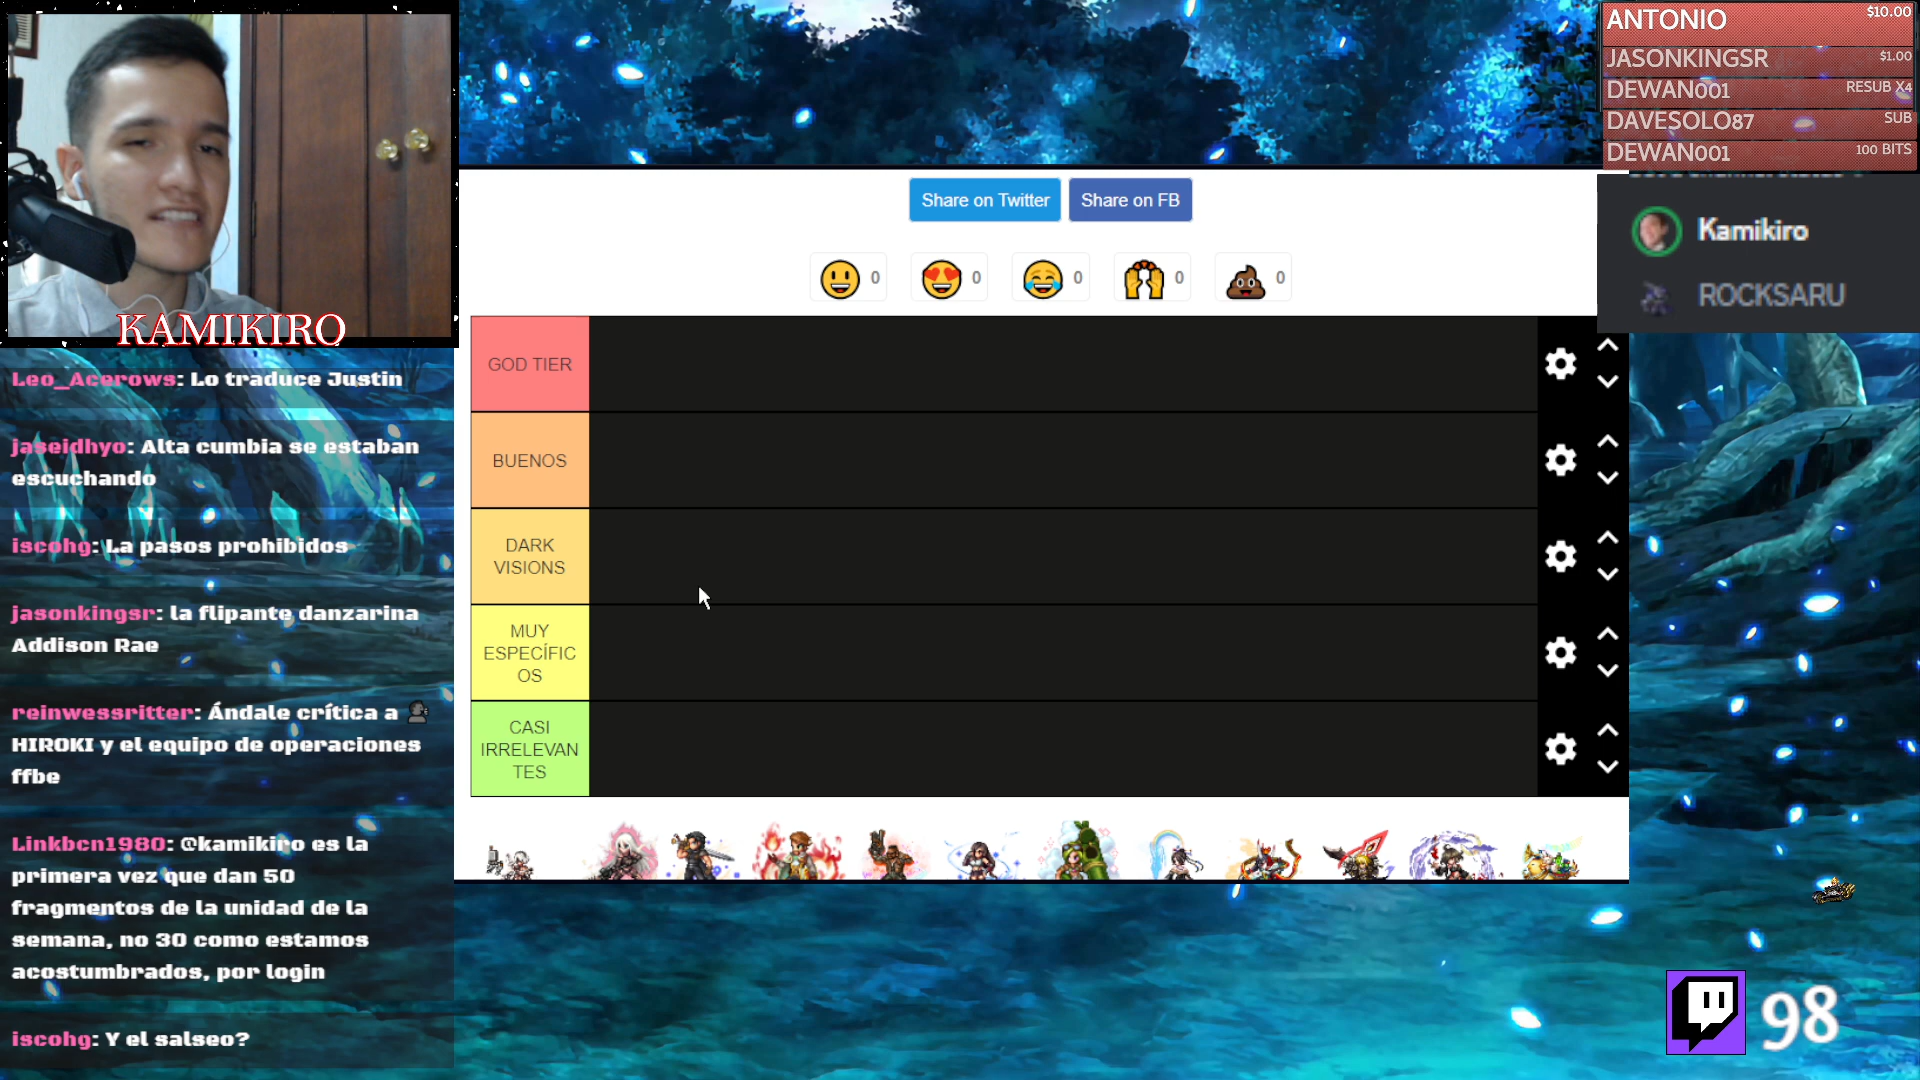 ANTONIO $10.00
JASONKINGSR $1.00
DEWAN001 RESUB X4
DAVESOLO87 SUB
DEWAN001 100 BITS
Kamikiro
ROCKSARU
KAMIKIRO
Share on Twitter
Share on FB
0 0 0 0 0
GOD TIER
BUENOS
DARK
VISIONS
MUY
ESPECÍFIC
OS
CASI
IRRELEVAN
TES
Leo_Acerows: Lo traduce Justin
jaseidhyo: Alta cumbia se estaban
escuchando
iscohg: La pasos prohibidos
jasonkingsr: la flipante danzarina
Addison Rae
reinwessritter: Ándale crítica a
HIROKI y el equipo de operaciones
ffbe
Linkbcn1980: @kamikiro es la
primera vez que dan 50
fragmentos de la unidad de la
semana, no 30 como estamos
acostumbrados, por login
iscohg: Y el salseo?
98